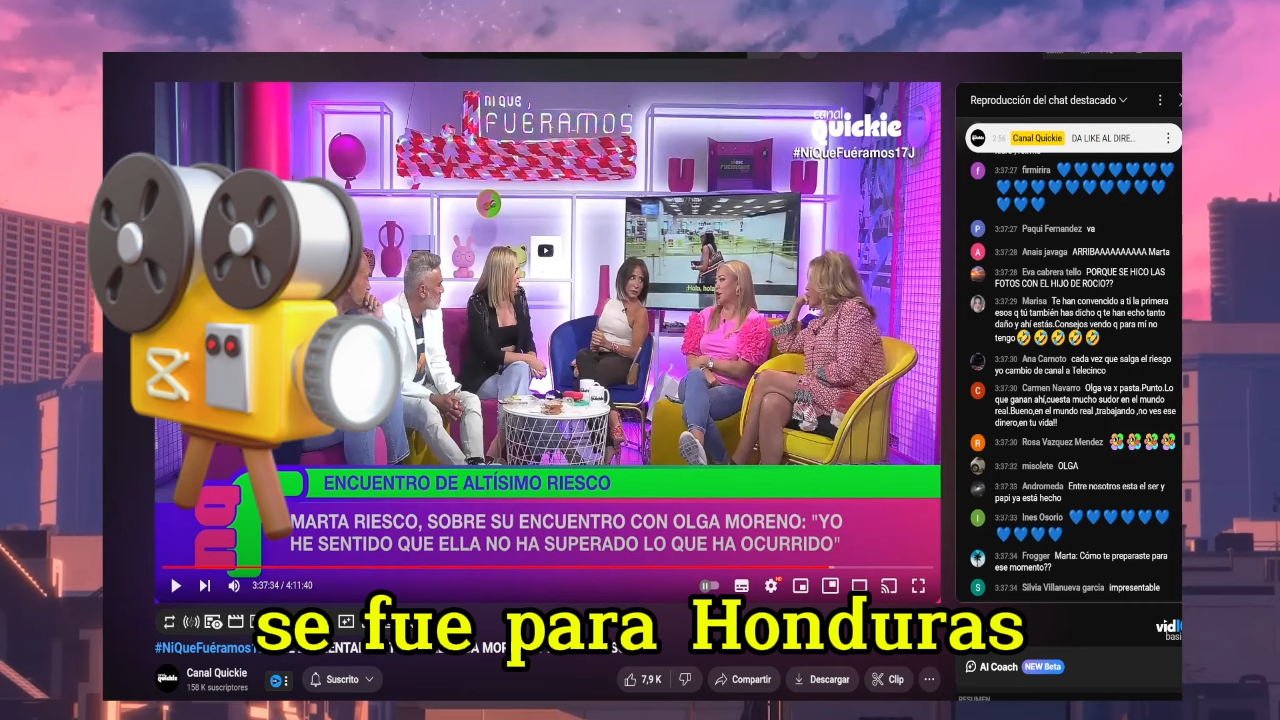 NI QUE
FUÉRAMOS
canal
quickie
#NiQueFuéramos17J
¡Hola, hola
ENCUENTRO DE ALTÍSIMO RIESCO
MARTA RIESCO, SOBRE SU ENCUENTRO CON OLGA MORENO: "YO
HE SENTIDO QUE ELLA NO HA SUPERADO LO QUE HA OCURRIDO"
3:37:34 / 4:11:40
HD
se fue para Honduras
#NiQueFuéramos
Canal Quickie
158 K suscriptores
Suscrito
7,9 K
Compartir
Descargar
Clip
Reproducción del chat destacado
2:56 Canal Quickie DA LIKE AL DIRE...
3:37:27 firmirira
3:37:27 Paqui Fernandez va
3:37:28 Anais javaga ARRIBAAAAAAAAAA Marta
3:37:28 Eva cabrera tello PORQUE SE HICO LAS
FOTOS CON EL HIJO DE ROCIO??
3:37:29 Marisa Te han convencido a ti la primera
esos q tú también has dicho q te han echo tanto
daño y ahí estás.Consejos vendo q para mí no
tengo
3:37:30 Ana Camoto cada vez que salga el riesgo
yo cambio de canal a Telecinco
3:37:30 Carmen Navarro Olga va x pasta.Punto.Lo
que ganan ahí,cuesta mucho sudor en el mundo
real.Bueno,en el mundo real ,trabajando ,no ves ese
dinero,en tu vida!!
3:37:30 Rosa Vazquez Mendez
3:37:32 misolete OLGA
3:37:33 Andromeda Entre nosotros esta el ser y
papi ya está hecho
3:37:33 Ines Osorio
3:37:34 Frogger Marta: Cómo te preparaste para
ese momento??
3:37:34 Silvia Villanueva garcia impresentable
AI Coach NEW Beta
RESUMEN